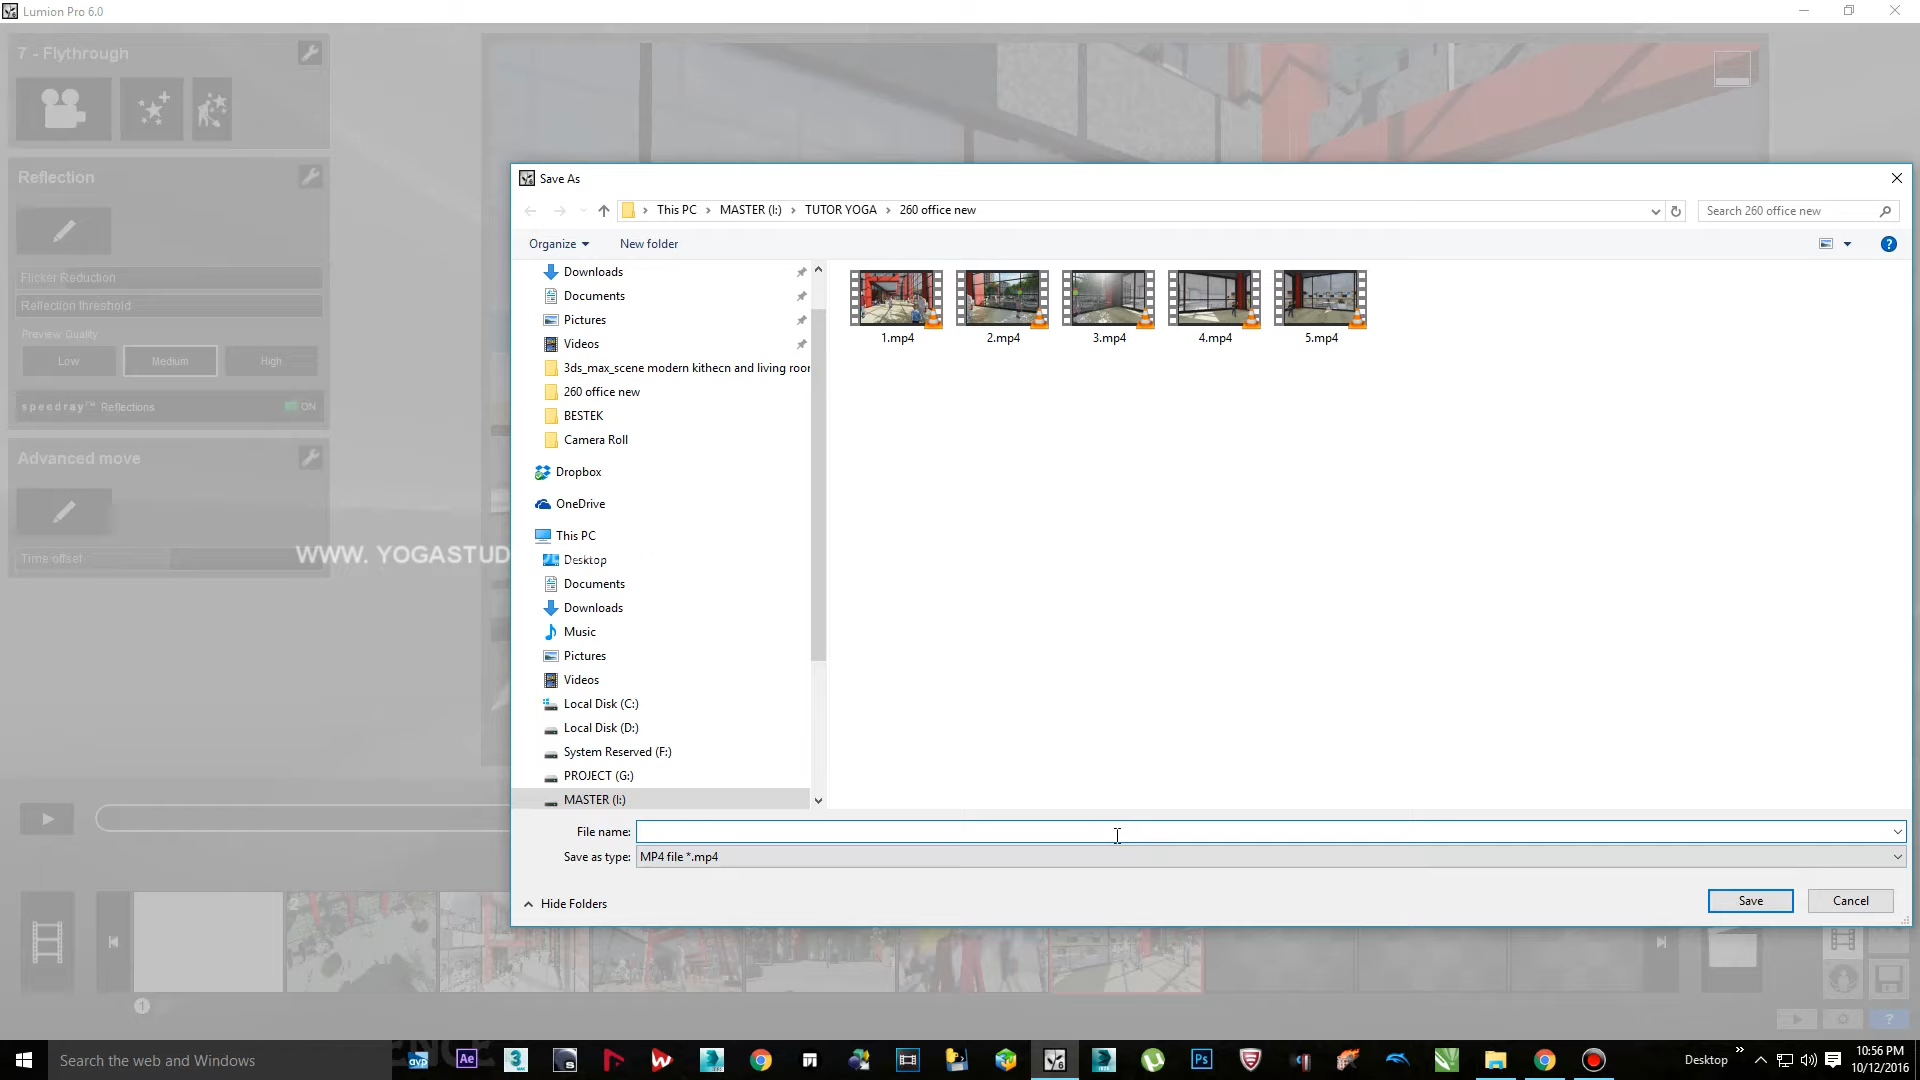 Lumion Pro 6.0
7 - Flythrough
Reflection
Flicker Reduction
Reflection threshold
Preview Quality
Low
Medium
High
speedray™ Reflections
ON
Advanced move
Time offset
WWW. YOGASTUD
Save As
This PC
MASTER (I:)
TUTOR YOGA
260 office new
Search 260 office new
Organize
New folder
Downloads
Documents
Pictures
Videos
3ds_max_scene modern kithecn and living roor
260 office new
BESTEK
Camera Roll
Dropbox
OneDrive
This PC
Desktop
Documents
Downloads
Music
Pictures
Videos
Local Disk (C:)
Local Disk (D:)
System Reserved (F:)
PROJECT (G:)
MASTER (I:)
1.mp4
2.mp4
3.mp4
4.mp4
5.mp4
File name:
Save as type:
MP4 file *.mp4
Hide Folders
Save
Cancel
1
Search the web and Windows
ENCE
Desktop
10:56 PM
10/12/2016